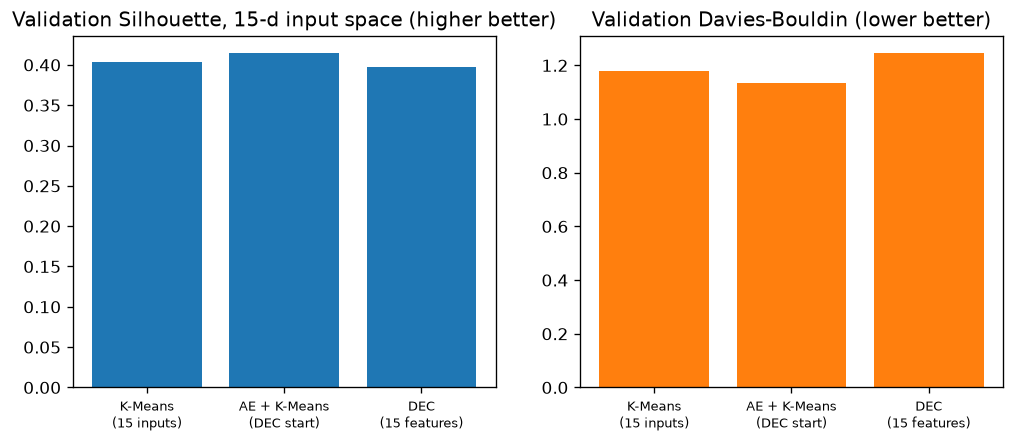 Validation Silhouette, 15-d input space (higher better)
0.40
0.35
0.30
0.25
0.20
0.15
0.10
0.05
0.00
K-Means
(15 inputs)
AE + K-Means
(DEC start)
DEC
(15 features)
Validation Davies-Bouldin (lower better)
1.2
1.0
0.8
0.6
0.4
0.2
0.0
K-Means
(15 inputs)
AE + K-Means
(DEC start)
DEC
(15 features)